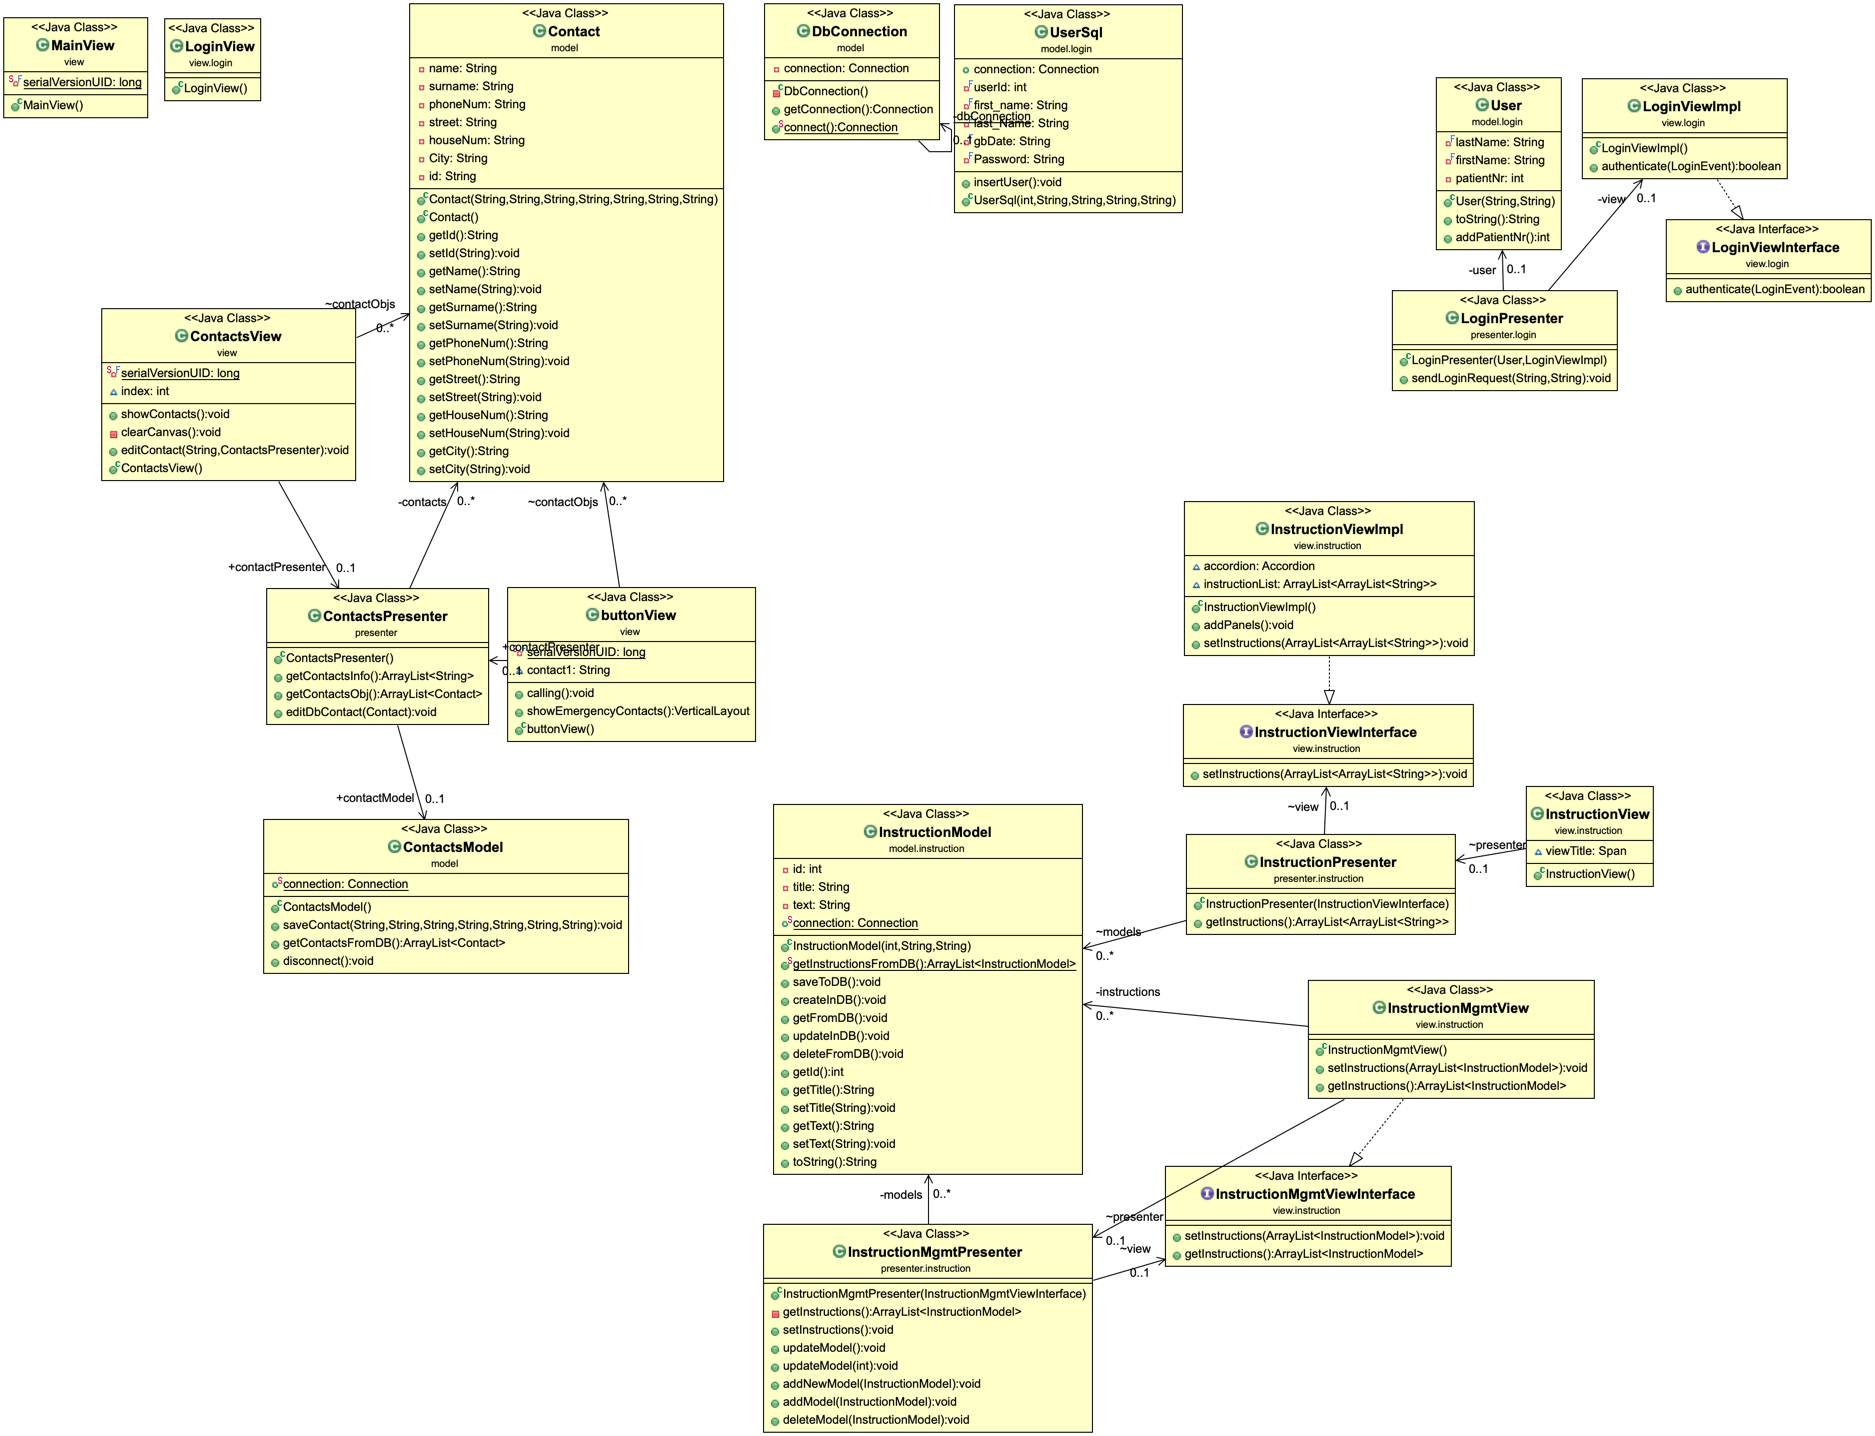 <<Java Class>>
MainView
view
serialVersionUID: long
MainView()
<<Java Class>>
LoginView
view.login
LoginView()
<<Java Class>>
Contact
model
name: String
surname: String
phoneNum: String
street: String
houseNum: String
City: String
id: String
Contact(String,String,String,String,String,String,String)
Contact()
getId():String
setId(String):void
getName():String
setName(String):void
getSurname():String
setSurname(String):void
getPhoneNum():String
setPhoneNum(String):void
getStreet():String
setStreet(String):void
getHouseNum():String
setHouseNum(String):void
getCity():String
setCity(String):void
<<Java Class>>
DbConnection
model
connection: Connection
DbConnection()
getConnection():Connection
connect():Connection
-dbConnection
0..1
<<Java Class>>
UserSql
model.login
connection: Connection
userId: int
first_name: String
last_Name: String
gbDate: String
Password: String
insertUser():void
UserSql(int,String,String,String,String)
<<Java Class>>
User
model.login
lastName: String
firstName: String
patientNr: int
User(String,String)
toString():String
addPatientNr():int
<<Java Class>>
LoginViewImpl
view.login
LoginViewImpl()
authenticate(LoginEvent):boolean
-view
0..1
<<Java Interface>>
LoginViewInterface
view.login
authenticate(LoginEvent):boolean
-user
0..1
<<Java Class>>
LoginPresenter
presenter.login
LoginPresenter(User,LoginViewImpl)
sendLoginRequest(String,String):void
~contactObjs
0..*
<<Java Class>>
ContactsView
view
serialVersionUID: long
index: int
showContacts():void
clearCanvas():void
editContact(String,ContactsPresenter):void
ContactsView()
-contacts
0..*
~contactObjs
0..*
+contactPresenter
0..1
<<Java Class>>
ContactsPresenter
presenter
ContactsPresenter()
getContactsInfo():ArrayList<String>
getContactsObj():ArrayList<Contact>
editDbContact(Contact):void
<<Java Class>>
buttonView
view
+contactPresenter
0..1
serialVersionUID: long
contact1: String
calling():void
showEmergencyContacts():VerticalLayout
buttonView()
+contactModel
0..1
<<Java Class>>
ContactsModel
model
connection: Connection
ContactsModel()
saveContact(String,String,String,String,String,String,String):void
getContactsFromDB():ArrayList<Contact>
disconnect():void
<<Java Class>>
InstructionViewImpl
view.instruction
accordion: Accordion
instructionList: ArrayList<ArrayList<String>>
InstructionViewImpl()
addPanels():void
setInstructions(ArrayList<ArrayList<String>>):void
<<Java Interface>>
InstructionViewInterface
view.instruction
setInstructions(ArrayList<ArrayList<String>>):void
~view
0..1
<<Java Class>>
InstructionView
view.instruction
viewTitle: Span
InstructionView()
~presenter
0..1
<<Java Class>>
InstructionPresenter
presenter.instruction
InstructionPresenter(InstructionViewInterface)
getInstructions():ArrayList<ArrayList<String>>
~models
0..*
<<Java Class>>
InstructionModel
model.instruction
id: int
title: String
text: String
connection: Connection
InstructionModel(int,String,String)
getInstructionsFromDB():ArrayList<InstructionModel>
saveToDB():void
createInDB():void
getFromDB():void
updateInDB():void
deleteFromDB():void
getId():int
getTitle():String
setTitle(String):void
getText():String
setText(String):void
toString():String
-instructions
0..*
<<Java Class>>
InstructionMgmtView
view.instruction
InstructionMgmtView()
setInstructions(ArrayList<InstructionModel>):void
getInstructions():ArrayList<InstructionModel>
<<Java Interface>>
InstructionMgmtViewInterface
view.instruction
setInstructions(ArrayList<InstructionModel>):void
getInstructions():ArrayList<InstructionModel>
-models
0..*
~presenter
0..1
~view
0..1
<<Java Class>>
InstructionMgmtPresenter
presenter.instruction
InstructionMgmtPresenter(InstructionMgmtViewInterface)
getInstructions():ArrayList<InstructionModel>
setInstructions():void
updateModel():void
updateModel(int):void
addNewModel(InstructionModel):void
addModel(InstructionModel):void
deleteModel(InstructionModel):void